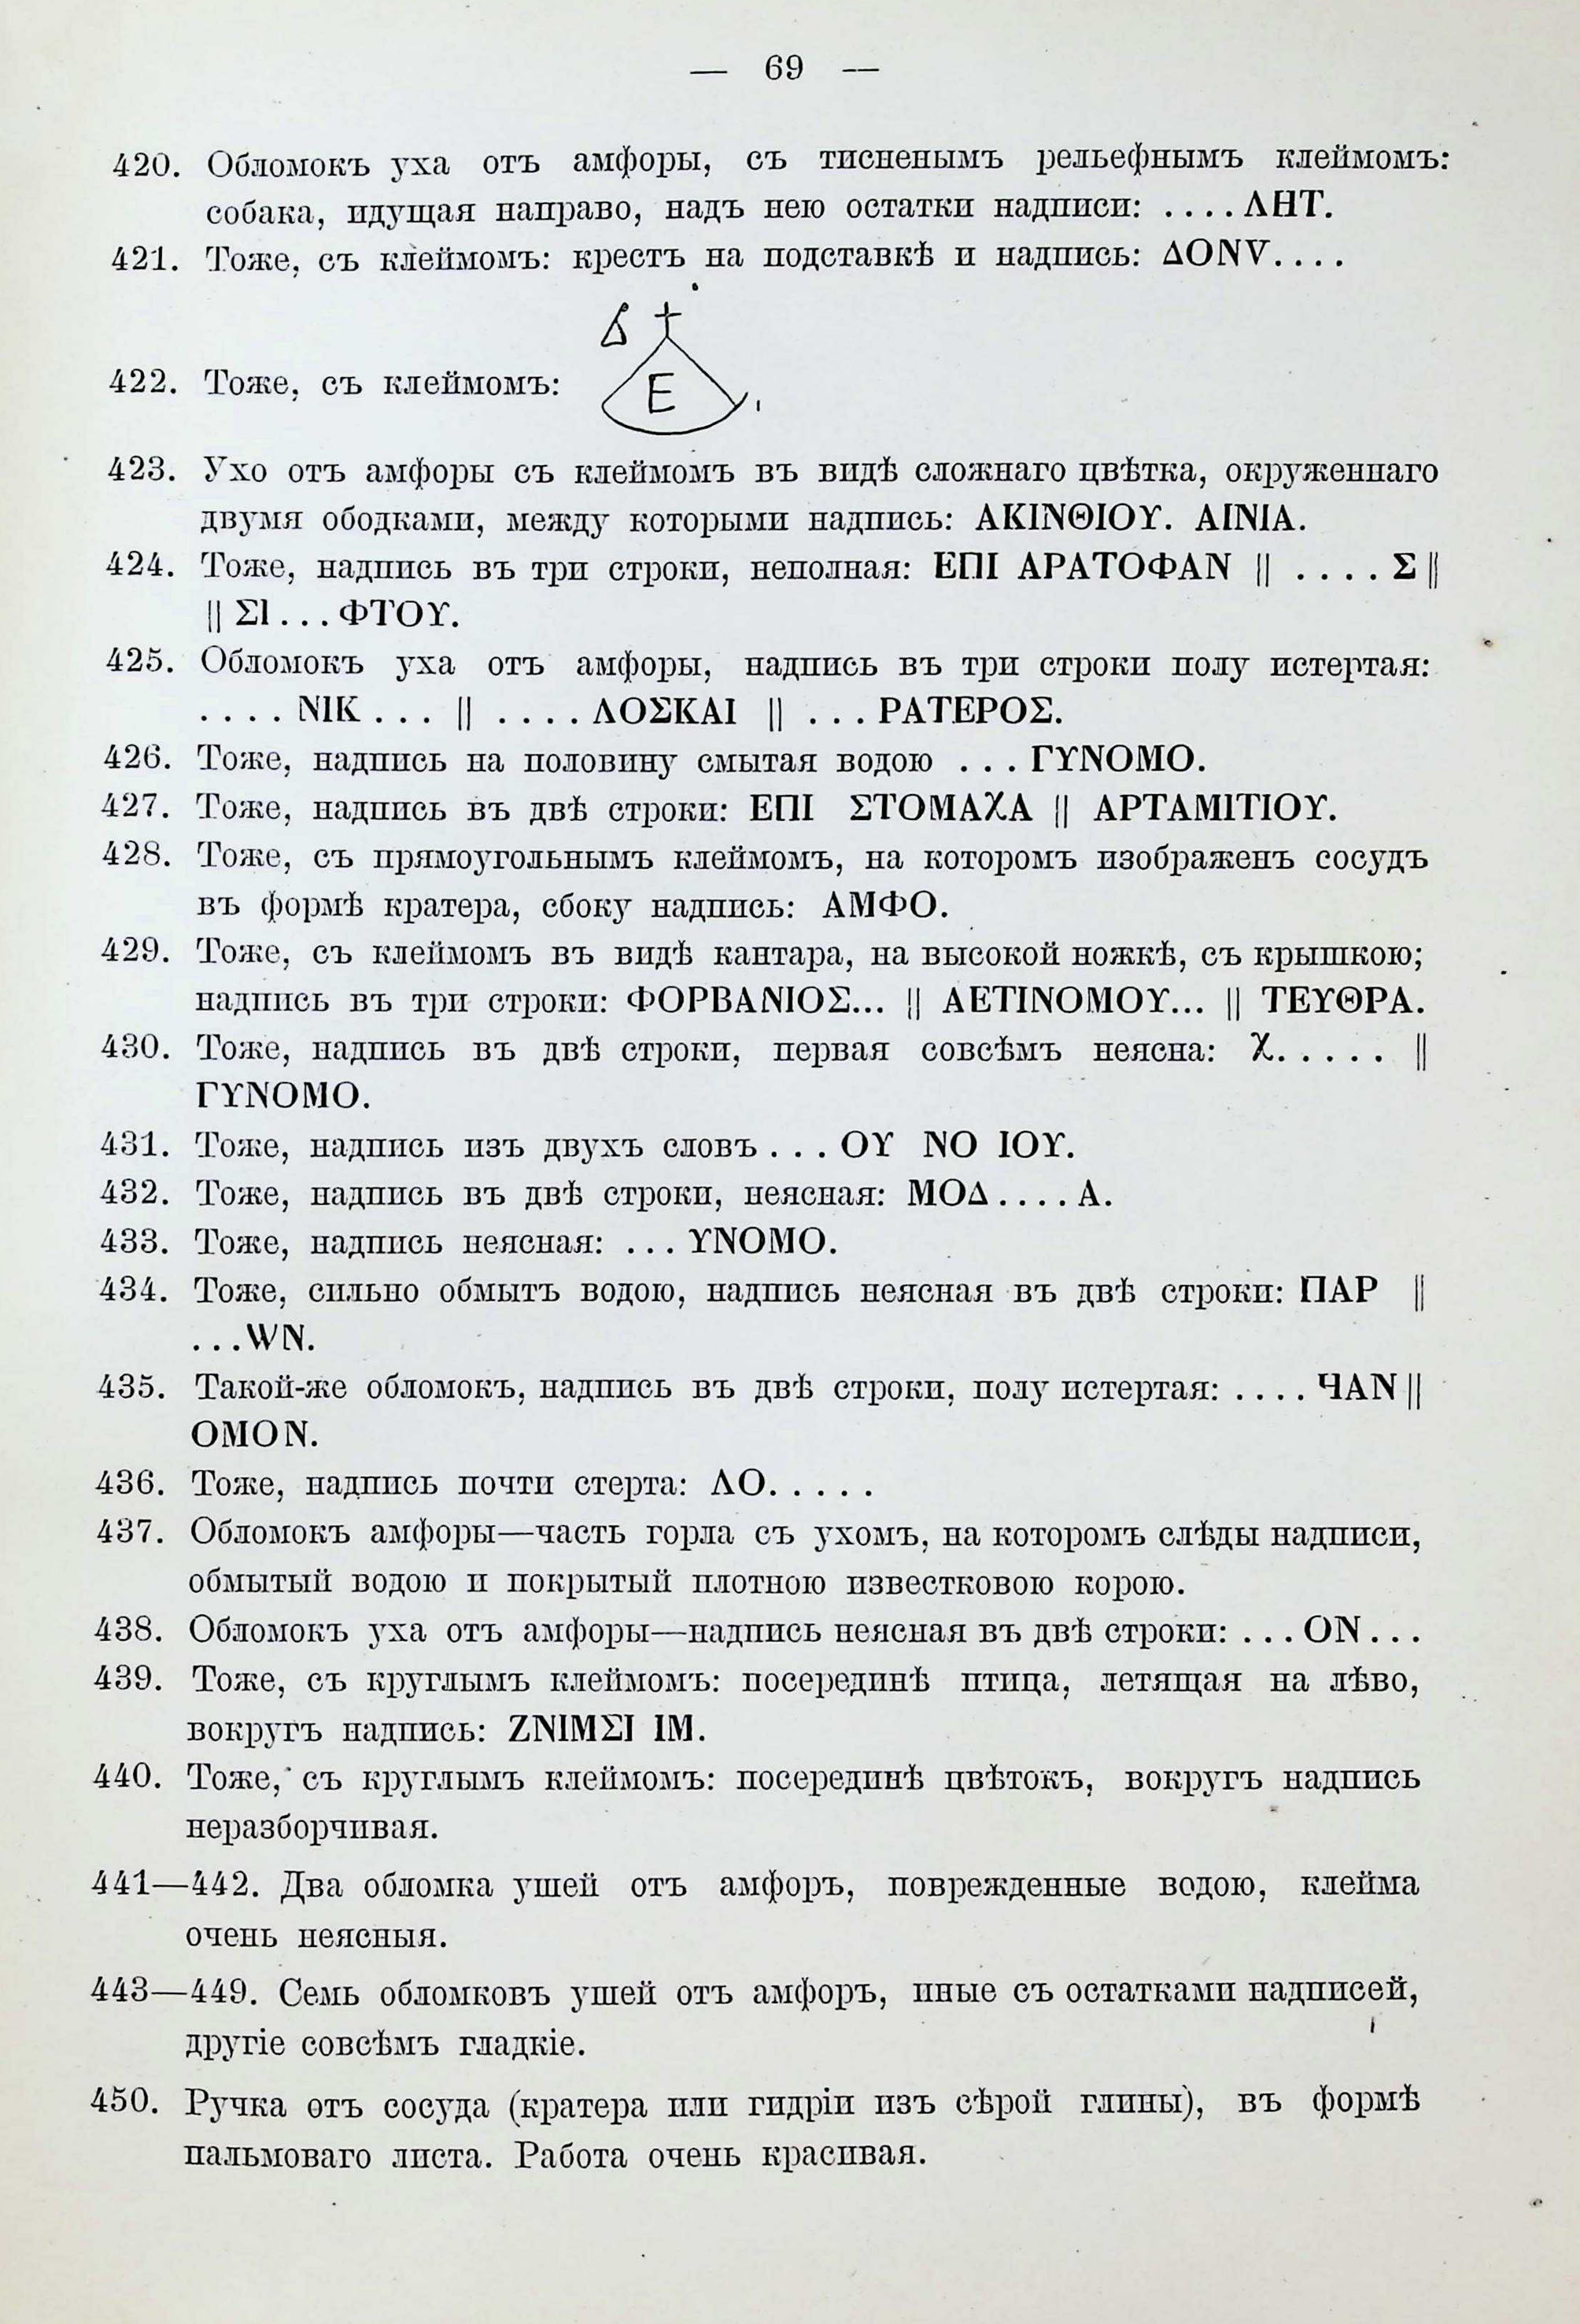 — 69 —
420. Обломокъ уха отъ амфоры, съ тисненымъ рельефнымъ клеймомъ:
собака, идущая направо, надъ нею остатки надписи: . . . . ΛΗΤ.
421. Тоже, съ клеймомъ: крестъ на подставкѣ и надпись: ΔΟΝV. . . .
Δ
422. Тоже, съ клеймомъ: Е
423. Ухо отъ амфоры съ клеймомъ въ видѣ сложнаго цвѣтка, окруженнаго
двумя ободками, между которыми надпись: ΑΚΙΝΘΙΟΥ. ΑΙΝΙΑ.
424. Тоже, надпись въ три строки, неполная: ΕΠΙ ΑΡΑΤΟΦΑΝ || . . . . Σ ||
|| ΣΙ . . . ΦΤΟΥ.
425. Обломокъ уха отъ амфоры, надпись въ три строки полу истертая:
. . . . ΝΙΚ . . . || . . . . ΛΟΣΚΑΙ || . . . ΡΑΤΕΡΟΣ.
426. Тоже, надпись на половину смытая водою . . . ΓΥΝΟΜΟ.
427. Тоже, надпись въ двѣ строки: ΕΠΙ ΣΤΟΜΑΧΑ || ΑΡΤΑΜΙΤΙΟΥ.
428. Тоже, съ прямоугольнымъ клеймомъ, на которомъ изображенъ сосудъ
въ формѣ кратера, сбоку надпись: ΑΜΦΟ.
429. Тоже, съ клеймомъ въ видѣ кантара, на высокой ножкѣ, съ крышкою;
надпись въ три строки: ΦΟΡΒΑΝΙΟΣ... || ΑΕΤΙΝΟΜΟΥ... || ΤΕΥΘΡΑ.
430. Тоже, надпись въ двѣ строки, первая совсѣмъ неясна: Χ. . . . . ||
ΓΥΝΟΜΟ.
431. Тоже, надпись изъ двухъ словъ . . . ΟΥ ΝΟ ΙΟΥ.
432. Тоже, надпись въ двѣ строки, неясная: ΜΟΔ . . . . Α.
433. Тоже, надпись неясная: . . . ΥΝΟΜΟ.
434. Тоже, сильно обмытъ водою, надпись неясная въ двѣ строки: ΠΑΡ ||
. . . WN.
435. Такой-же обломокъ, надпись въ двѣ строки, полу истертая: . . . . ЧΑΝ ||
ΟΜΟΝ.
436. Тоже, надпись почти стерта: ΛΟ. . . . .
437. Обломокъ амфоры—часть горла съ ухомъ, на которомъ слѣды надписи,
обмытый водою и покрытый плотною известковою корою.
438. Обломокъ уха отъ амфоры—надпись неясная въ двѣ строки: . . . ΟΝ . . .
439. Тоже, съ круглымъ клеймомъ: посерединѣ птица, летящая на лѣво,
вокругъ надпись: ΖΝΙΜΣΙ ΙΜ.
440. Тоже, съ круглымъ клеймомъ: посерединѣ цвѣтокъ, вокругъ надпись
неразборчивая.
441—442. Два обломка ушей отъ амфоръ, поврежденные водою, клейма
очень неясныя.
443—449. Семь обломковъ ушей отъ амфоръ, иные съ остатками надписей,
другіе совсѣмъ гладкіе.
450. Ручка отъ сосуда (кратера или гидріи изъ сѣрой глины), въ формѣ
пальмоваго листа. Работа очень красивая.